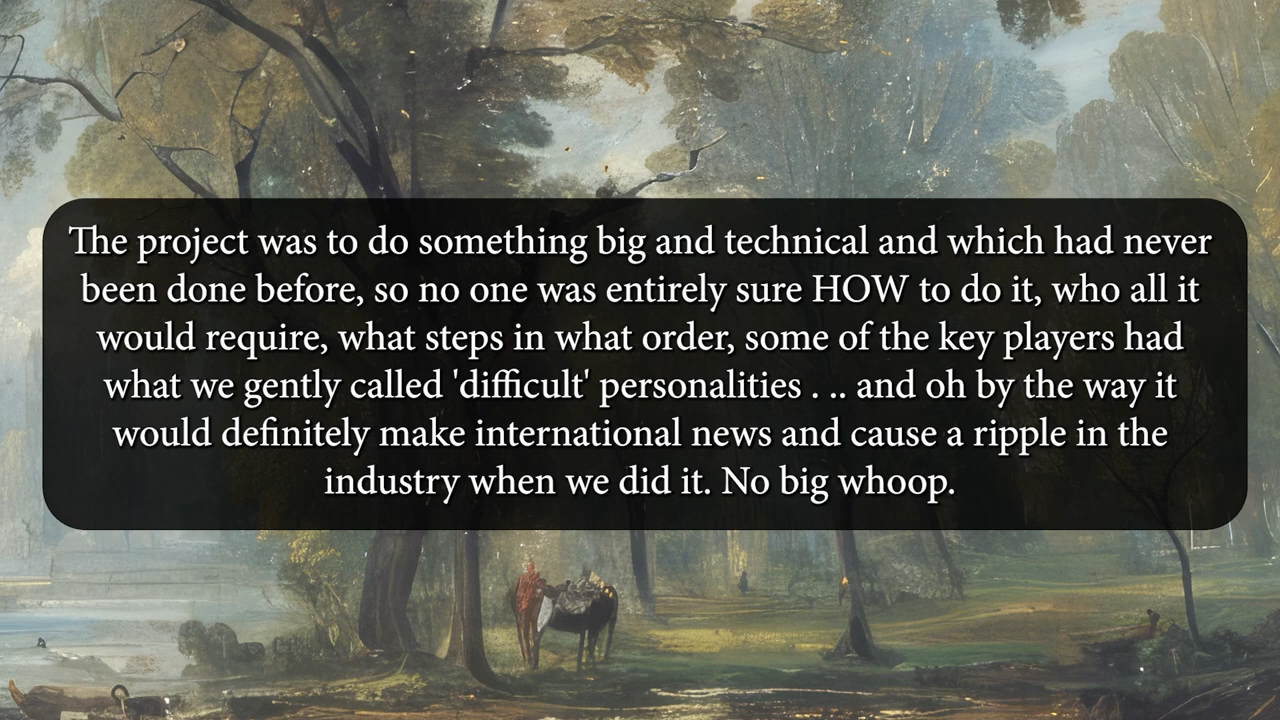 The project was to do something big and technical and which had never
been done before, so no one was entirely sure HOW to do it, who all it
would require, what steps in what order, some of the key players had
what we gently called 'difficult' personalities . .. and oh by the way it
would definitely make international news and cause a ripple in the
industry when we did it. No big whoop.